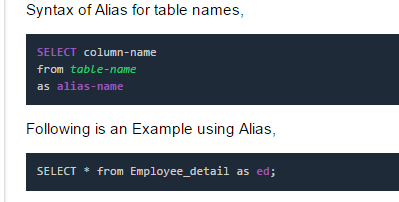 Syntax of Alias for table names,
SELECT column-name
from table-name
as alias-name
Following is an Example using Alias,
SELECT * from Employee_detail as ed;